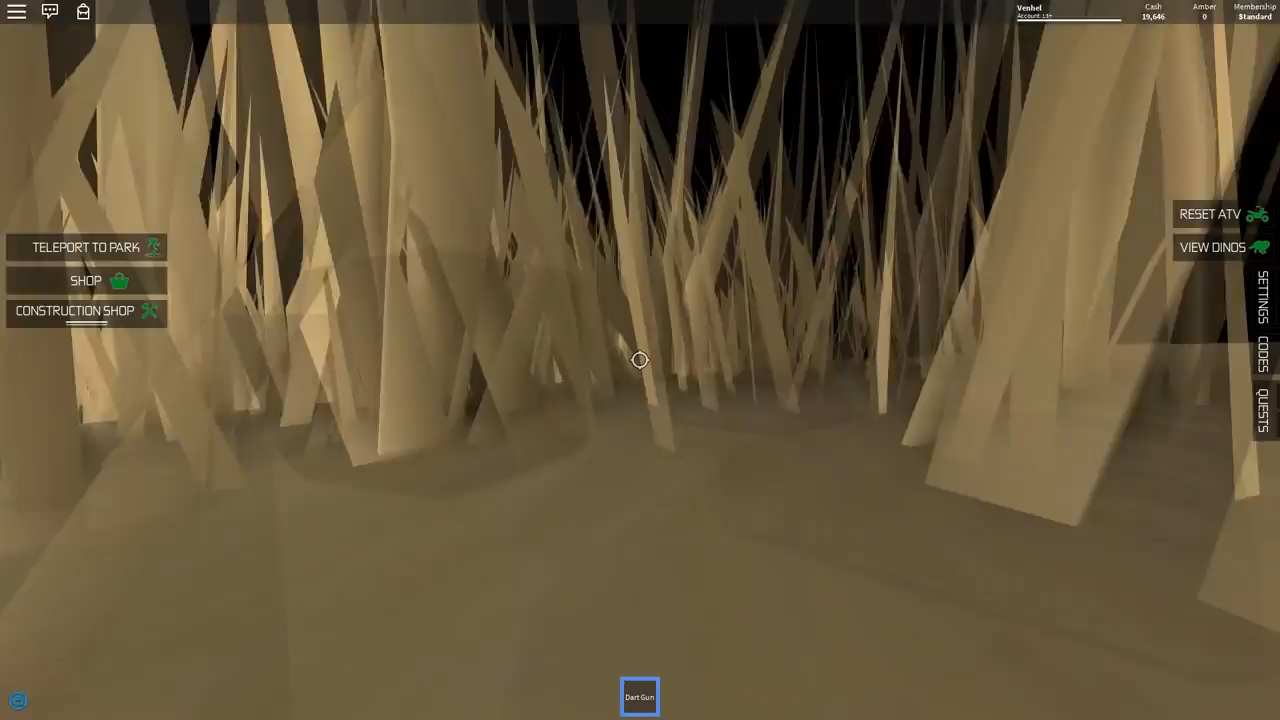 Venhel
Account: 13+
Cash
19,646
Amber
0
Membership
Standard
TELEPORT TO PARK
SHOP
CONSTRUCTION SHOP
RESET ATV
VIEW DINOS
SETTINGS
CODES
QUESTS
Dart Gun